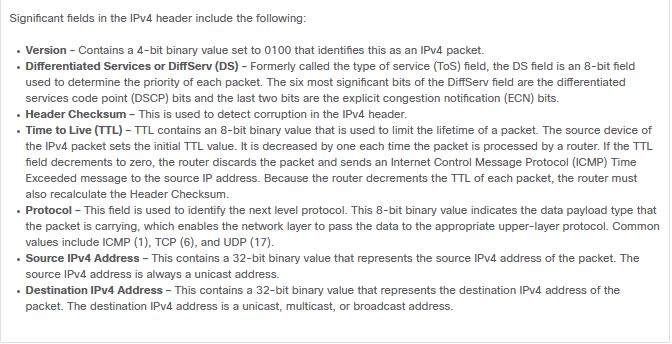 Significant fields in the IPv4 header include the following:
• Version – Contains a 4-bit binary value set to 0100 that identifies this as an IPv4 packet.
• Differentiated Services or DiffServ (DS) – Formerly called the type of service (ToS) field, the DS field is an 8-bit field
used to determine the priority of each packet. The six most significant bits of the DiffServ field are the differentiated
services code point (DSCP) bits and the last two bits are the explicit congestion notification (ECN) bits.
• Header Checksum – This is used to detect corruption in the IPv4 header.
• Time to Live (TTL) – TTL contains an 8-bit binary value that is used to limit the lifetime of a packet. The source device of
the IPv4 packet sets the initial TTL value. It is decreased by one each time the packet is processed by a router. If the TTL
field decrements to zero, the router discards the packet and sends an Internet Control Message Protocol (ICMP) Time
Exceeded message to the source IP address. Because the router decrements the TTL of each packet, the router must
also recalculate the Header Checksum.
• Protocol – This field is used to identify the next level protocol. This 8-bit binary value indicates the data payload type that
the packet is carrying, which enables the network layer to pass the data to the appropriate upper-layer protocol. Common
values include ICMP (1), TCP (6), and UDP (17).
• Source IPv4 Address – This contains a 32-bit binary value that represents the source IPv4 address of the packet. The
source IPv4 address is always a unicast address.
• Destination IPv4 Address – This contains a 32-bit binary value that represents the destination IPv4 address of the
packet. The destination IPv4 address is a unicast, multicast, or broadcast address.